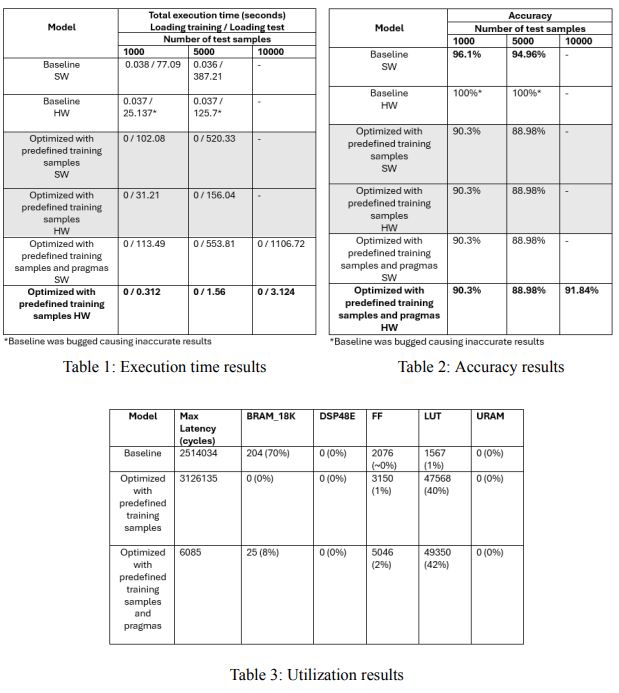 Model
Total execution time (seconds)
Loading training / Loading test
Number of test samples
1000 5000 10000
Baseline
SW
0.038 / 77.09 0.036 /
387.21
-
Baseline
HW
0.037 /
25.137*
0.037 /
125.7*
-
Optimized with
predefined training
samples
SW
0 / 102.08 0 / 520.33 -
Optimized with
predefined training
samples
HW
0 / 31.21 0 / 156.04 -
Optimized with
predefined training
samples and pragmas
SW
0 / 113.49 0 / 553.81 0 / 1106.72
Optimized with
predefined training
samples HW
0 / 0.312 0 / 1.56 0 / 3.124
*Baseline was bugged causing inaccurate results
Table 1: Execution time results
Model
Accuracy
Number of test samples
1000 5000 10000
Baseline
SW
96.1% 94.96% -
Baseline
HW
100%* 100%* -
Optimized with
predefined training
samples
SW
90.3% 88.98% -
Optimized with
predefined training
samples
HW
90.3% 88.98% -
Optimized with
predefined training
samples and pragmas
SW
90.3% 88.98% -
Optimized with
predefined training
samples and pragmas
HW
90.3% 88.98% 91.84%
*Baseline was bugged causing inaccurate results
Table 2: Accuracy results
Model Max
Latency
(cycles)
BRAM_18K DSP48E FF LUT URAM
Baseline 2514034 204 (70%) 0 (0%) 2076
(~0%)
1567
(1%)
0 (0%)
Optimized
with
predefined
training
samples
3126135 0 (0%) 0 (0%) 3150
(1%)
47568
(40%)
0 (0%)
Optimized
with
predefined
training
samples
and
pragmas
6085 25 (8%) 0 (0%) 5046
(2%)
49350
(42%)
0 (0%)
Table 3: Utilization results